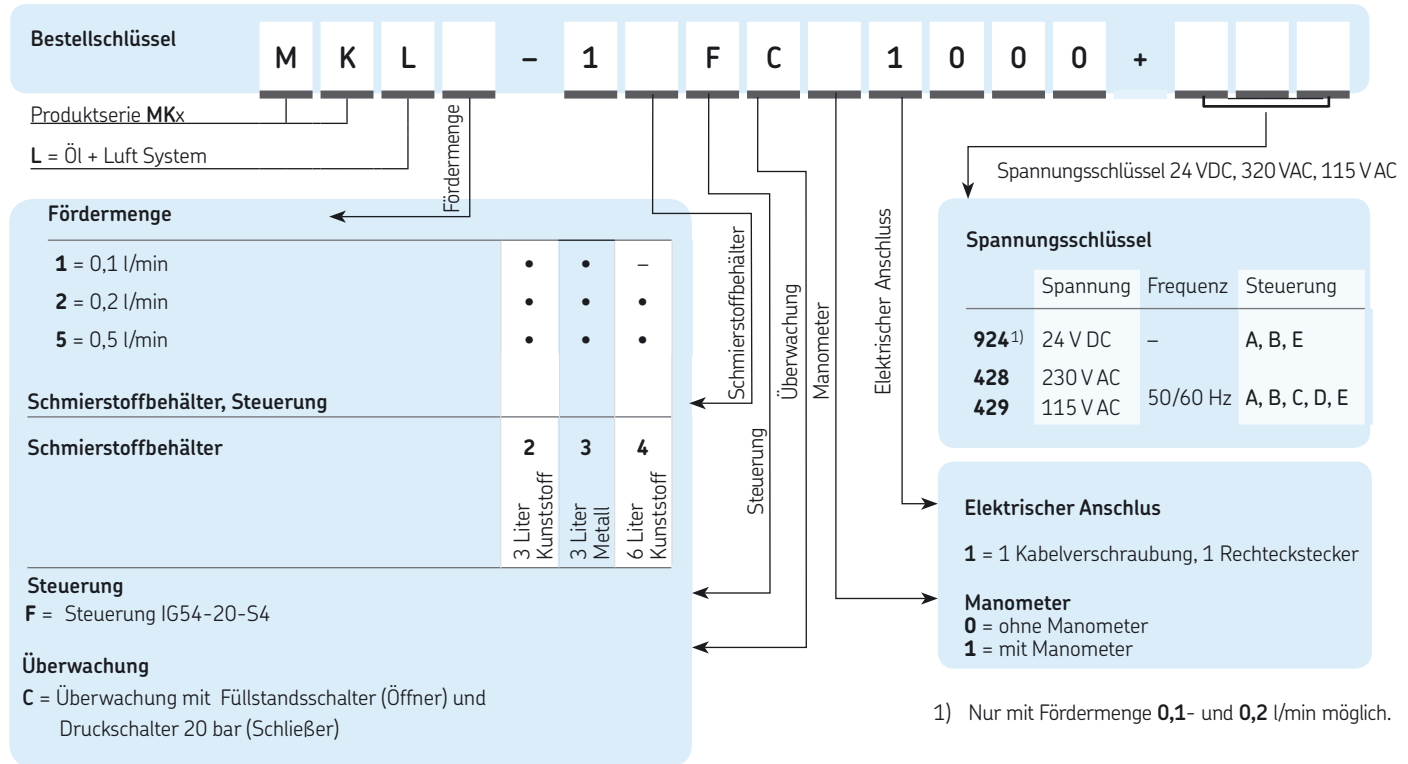 Bestellschlüssel
M K L – 1 F C 1 0 0 0 +
Produktserie MKx
L = Öl + Luft System
Fördermenge
Schmierstoffbehälter
Steuerung
Überwachung
Manometer
Elektrischer Anschluss
Spannungsschlüssel 24 VDC, 320 VAC, 115 V AC
Fördermenge
1 = 0,1 l/min • • –
2 = 0,2 l/min • • •
5 = 0,5 l/min • • •
Schmierstoffbehälter, Steuerung
Schmierstoffbehälter 2 3 4
3 Liter Kunststoff
3 Liter Metall
6 Liter Kunststoff
Steuerung
F = Steuerung IG54-20-S4
Überwachung
C = Überwachung mit Füllstandsschalter (Öffner) und
Druckschalter 20 bar (Schließer)
Spannungsschlüssel
Spannung Frequenz Steuerung
924 1) 24 V DC – A, B, E
428 230 V AC
50/60 Hz A, B, C, D, E
429 115 V AC
Elektrischer Anschlus
1 = 1 Kabelverschraubung, 1 Rechteckstecker
Manometer
0 = ohne Manometer
1 = mit Manometer
1) Nur mit Fördermenge 0,1- und 0,2 l/min möglich.